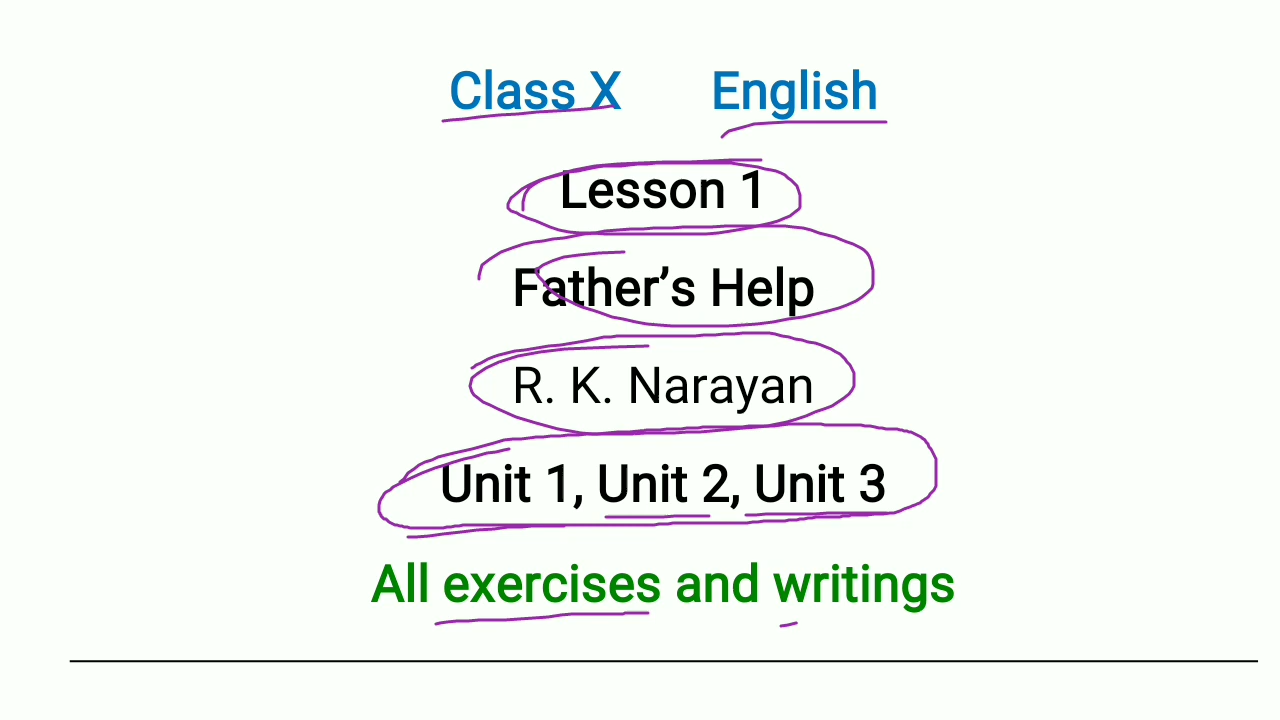 Class X English
Lesson 1
Father’s Help
R. K. Narayan
Unit 1, Unit 2, Unit 3
All exercises and writings